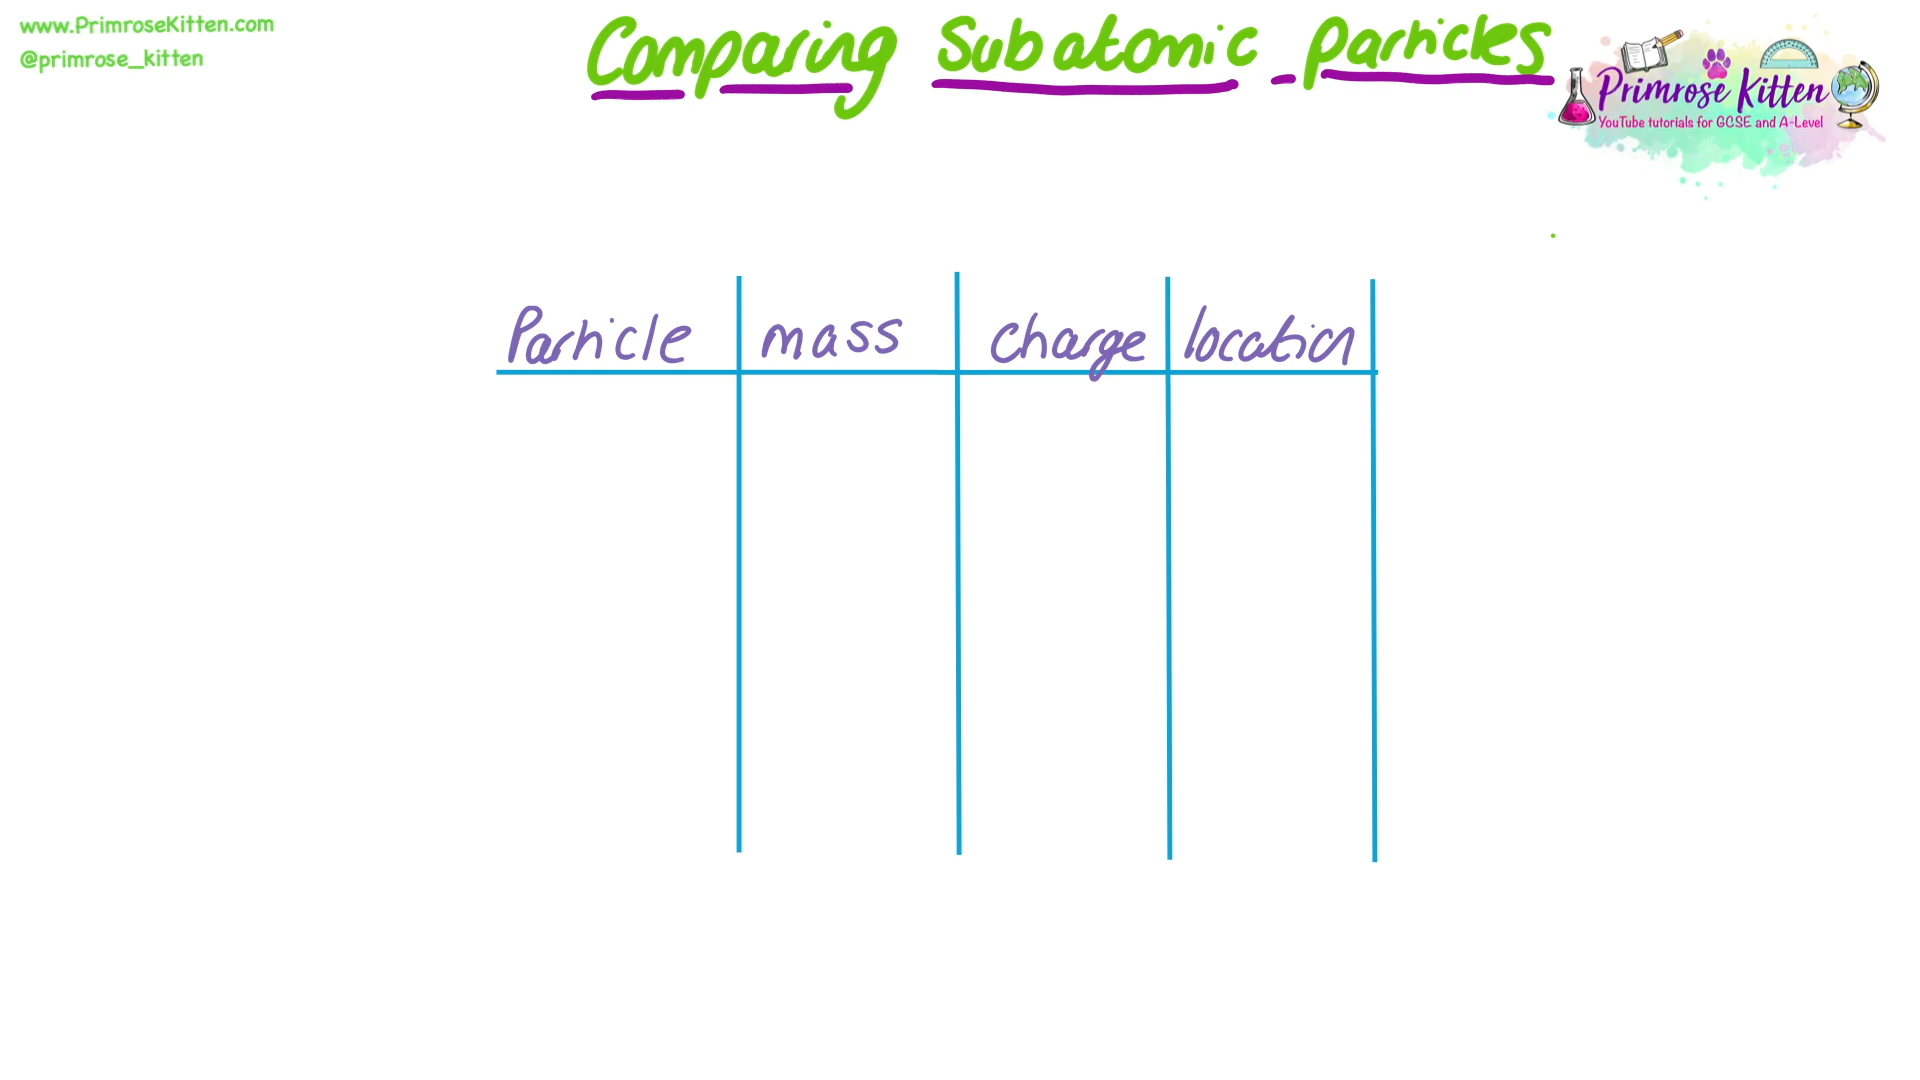 www.PrimroseKitten.com
@primrose_kitten
Comparing Subatomic particles
Primrose Kitten
YouTube tutorials for GCSE and A-Level
Particle mass charge location